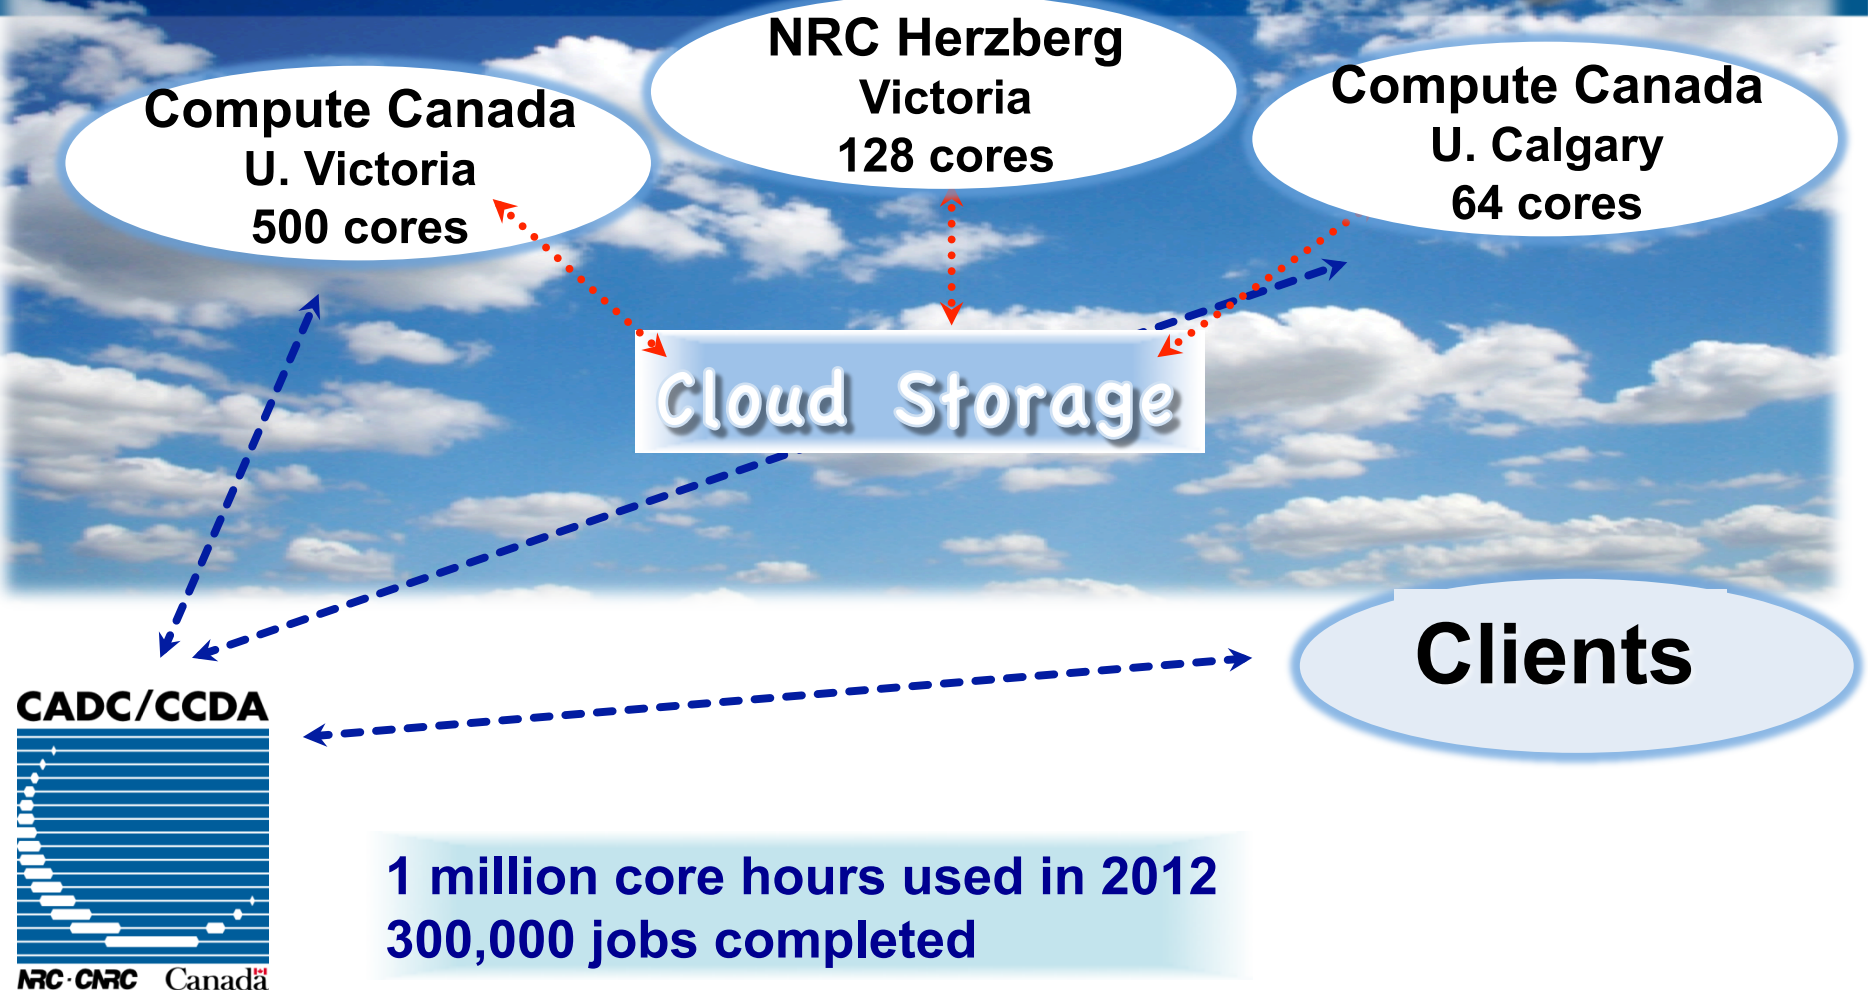 NRC Herzberg
Victoria
128 cores
Compute Canada
U. Victoria
500 cores
Compute Canada
U. Calgary
64 cores
Cloud Storage
Clients
CADC/CCDA
NRC·CNRC Canada
1 million core hours used in 2012
300,000 jobs completed